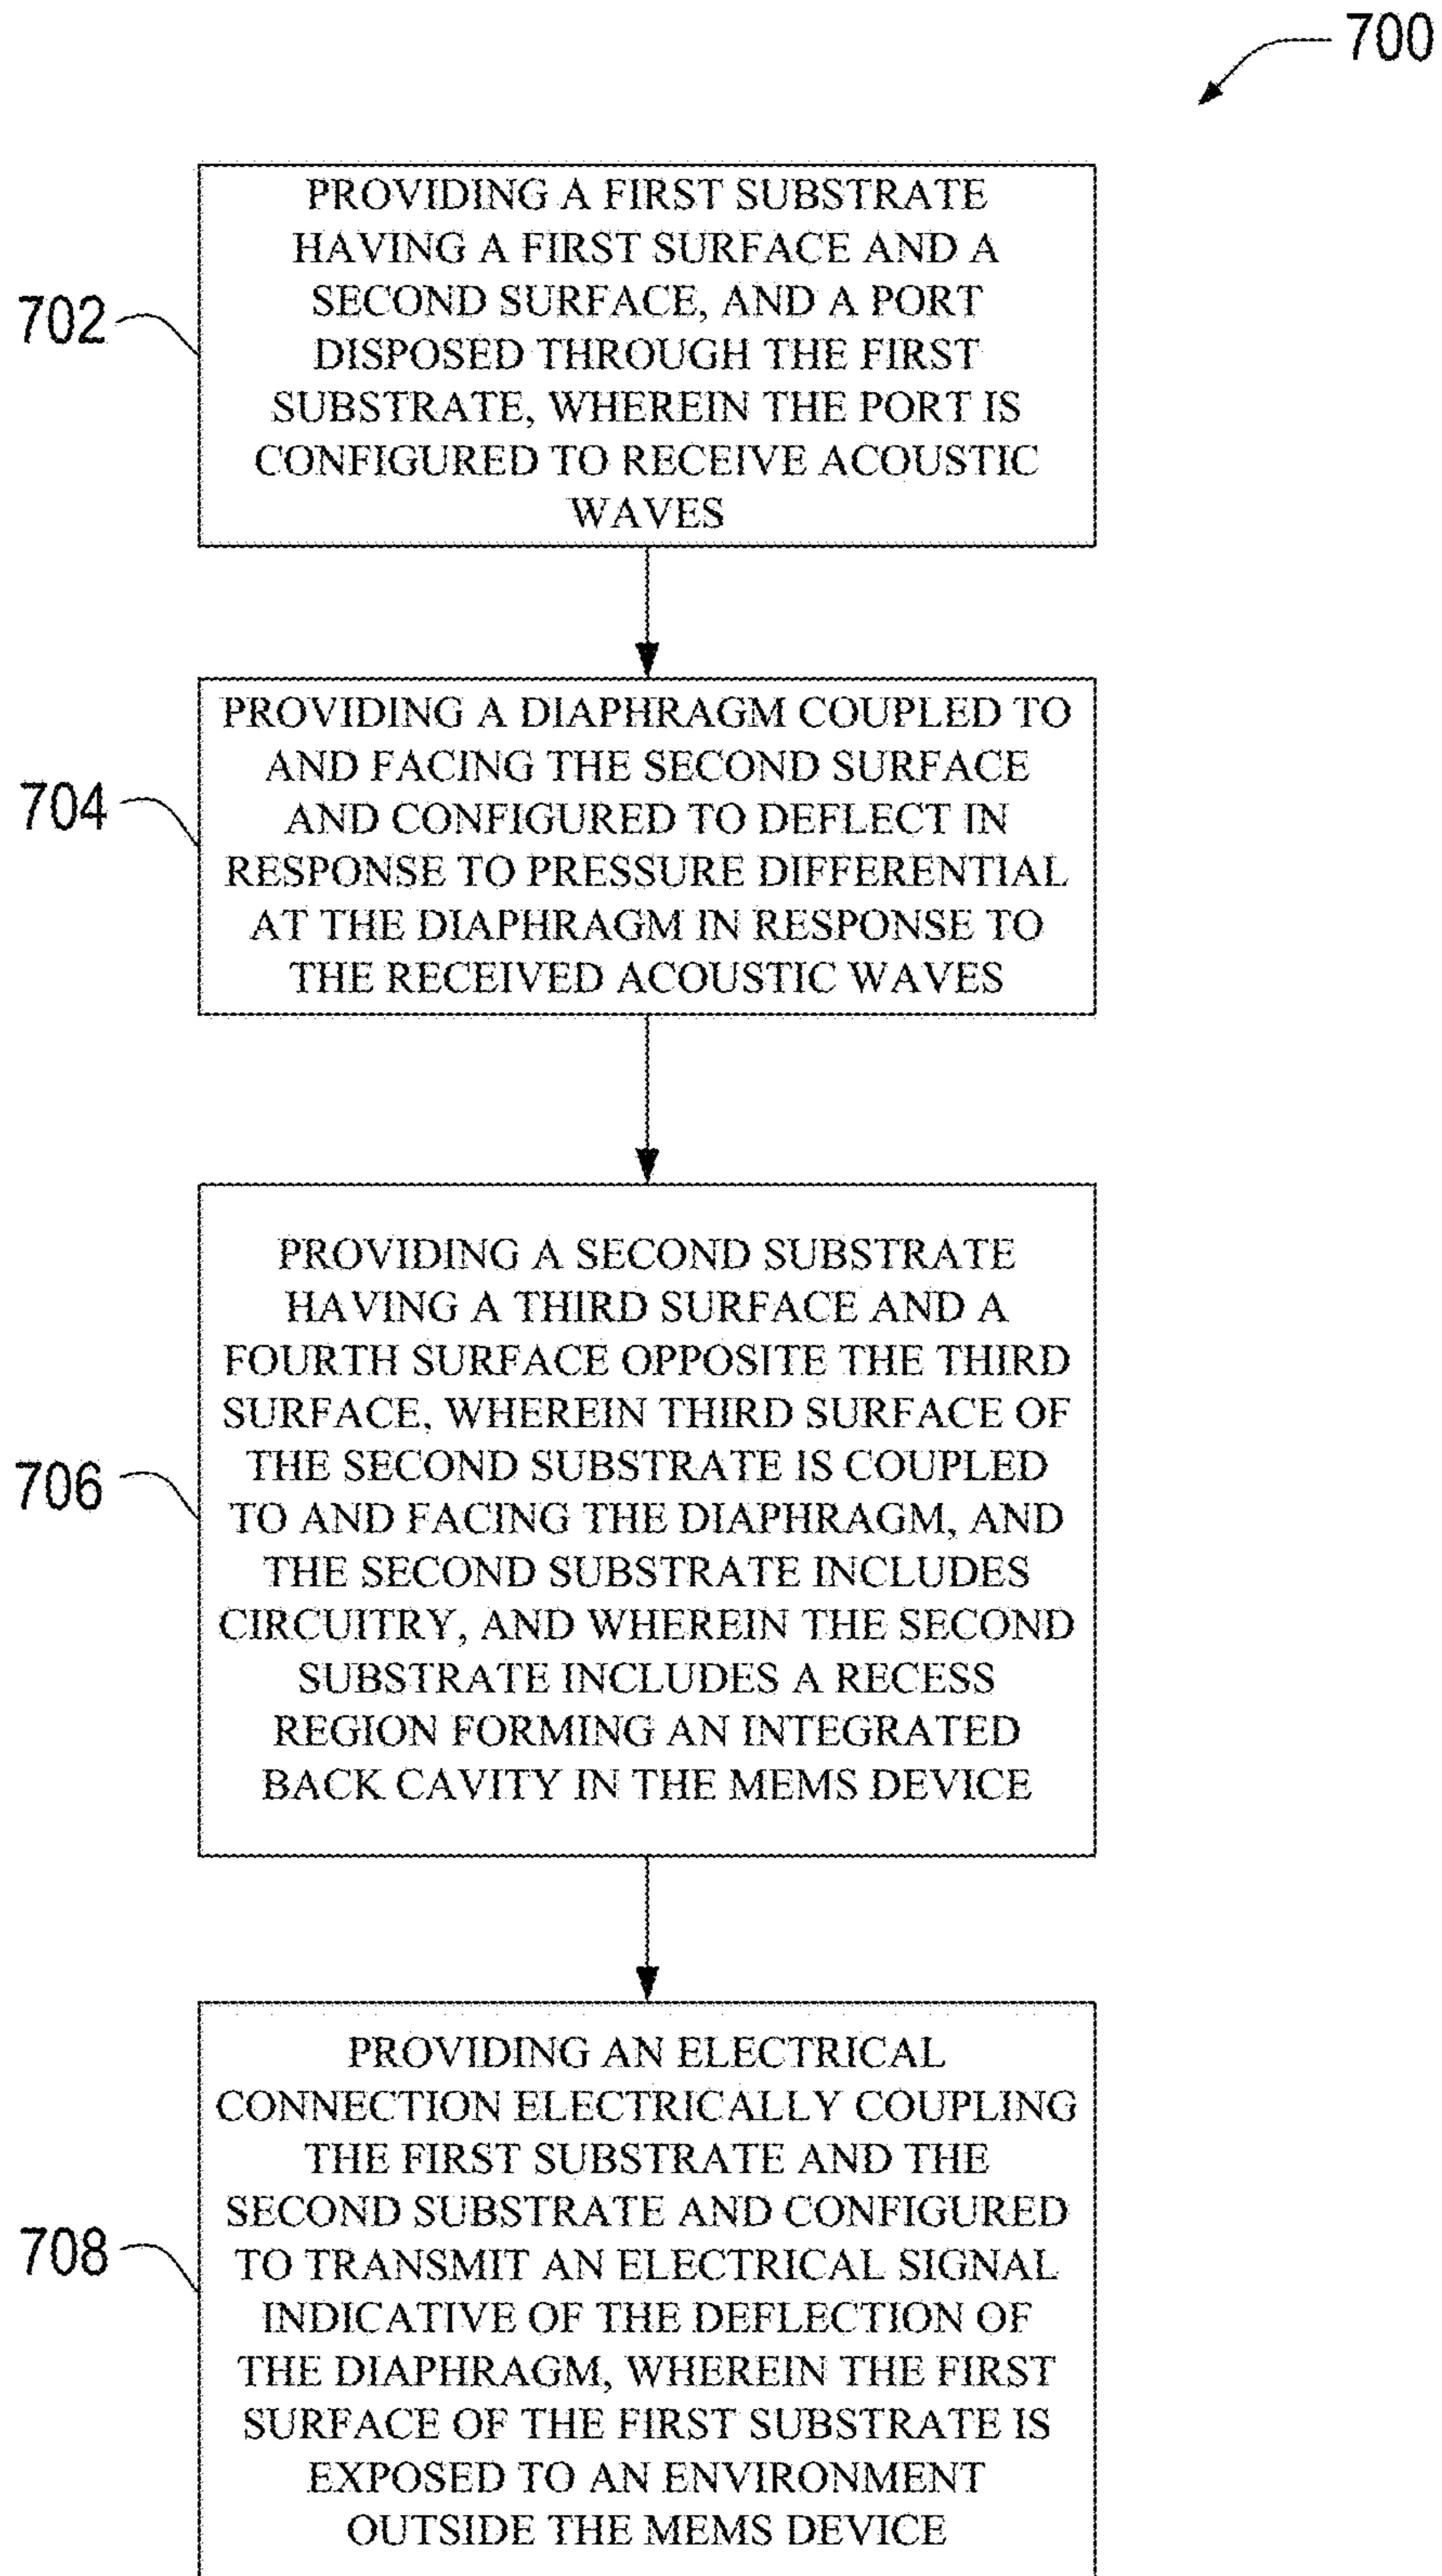 700
PROVIDING A FIRST SUBSTRATE
HAVING A FIRST SURFACE AND A
SECOND SURFACE, AND A PORT
DISPOSED THROUGH THE FIRST
SUBSTRATE, WHEREIN THE PORT IS
CONFIGURED TO RECEIVE ACOUSTIC
WAVES
702
PROVIDING A DIAPHRAGM COUPLED TO
AND FACING THE SECOND SURFACE
AND CONFIGURED TO DEFLECT IN
RESPONSE TO PRESSURE DIFFERENTIAL
AT THE DIAPHRAGM IN RESPONSE TO
THE RECEIVED ACOUSTIC WAVES
704
PROVIDING A SECOND SUBSTRATE
HAVING A THIRD SURFACE AND A
FOURTH SURFACE OPPOSITE THE THIRD
SURFACE, WHEREIN THIRD SURFACE OF
THE SECOND SUBSTRATE IS COUPLED
TO AND FACING THE DIAPHRAGM, AND
THE SECOND SUBSTRATE INCLUDES
CIRCUITRY, AND WHEREIN THE SECOND
SUBSTRATE INCLUDES A RECESS
REGION FORMING AN INTEGRATED
BACK CAVITY IN THE MEMS DEVICE
706
PROVIDING AN ELECTRICAL
CONNECTION ELECTRICALLY COUPLING
THE FIRST SUBSTRATE AND THE
SECOND SUBSTRATE AND CONFIGURED
TO TRANSMIT AN ELECTRICAL SIGNAL
INDICATIVE OF THE DEFLECTION OF
THE DIAPHRAGM, WHEREIN THE FIRST
SURFACE OF THE FIRST SUBSTRATE IS
EXPOSED TO AN ENVIRONMENT
OUTSIDE THE MEMS DEVICE
708